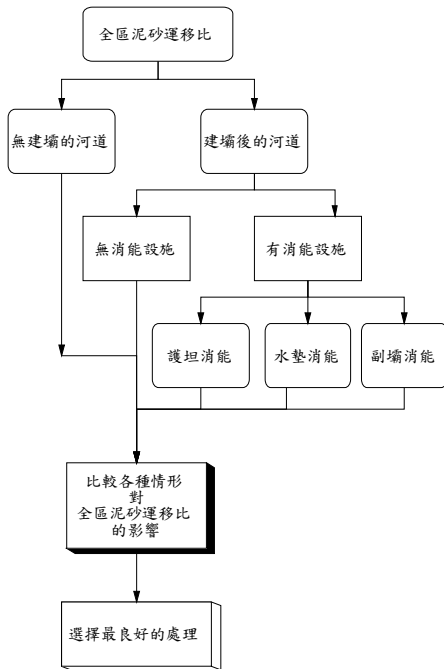 全區泥砂運移比
無建壩的河道
建壩後的河道
無消能設施
有消能設施
護坦消能
水墊消能
副壩消能
比較各種情形
對
全區泥砂運移比
的影響
選擇最良好的處理